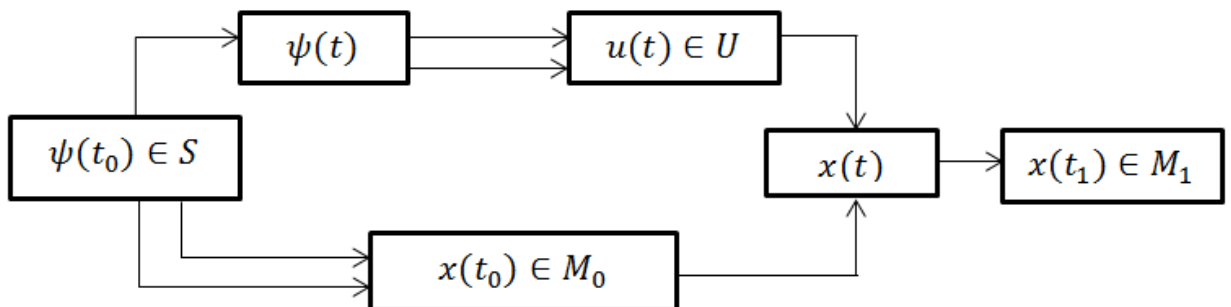 ψ(t)
u(t) ∈ U
ψ(t₀) ∈ S
x(t)
x(t₁) ∈ M₁
x(t₀) ∈ M₀